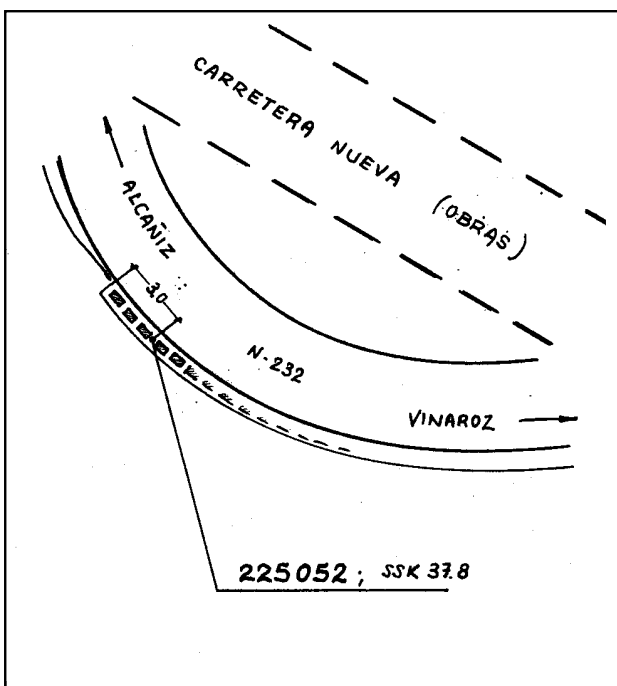 CARRETERA NUEVA (OBRAS)
ALCAÑIZ
3,0
N-232
VINAROZ
225052; SSK 37.8